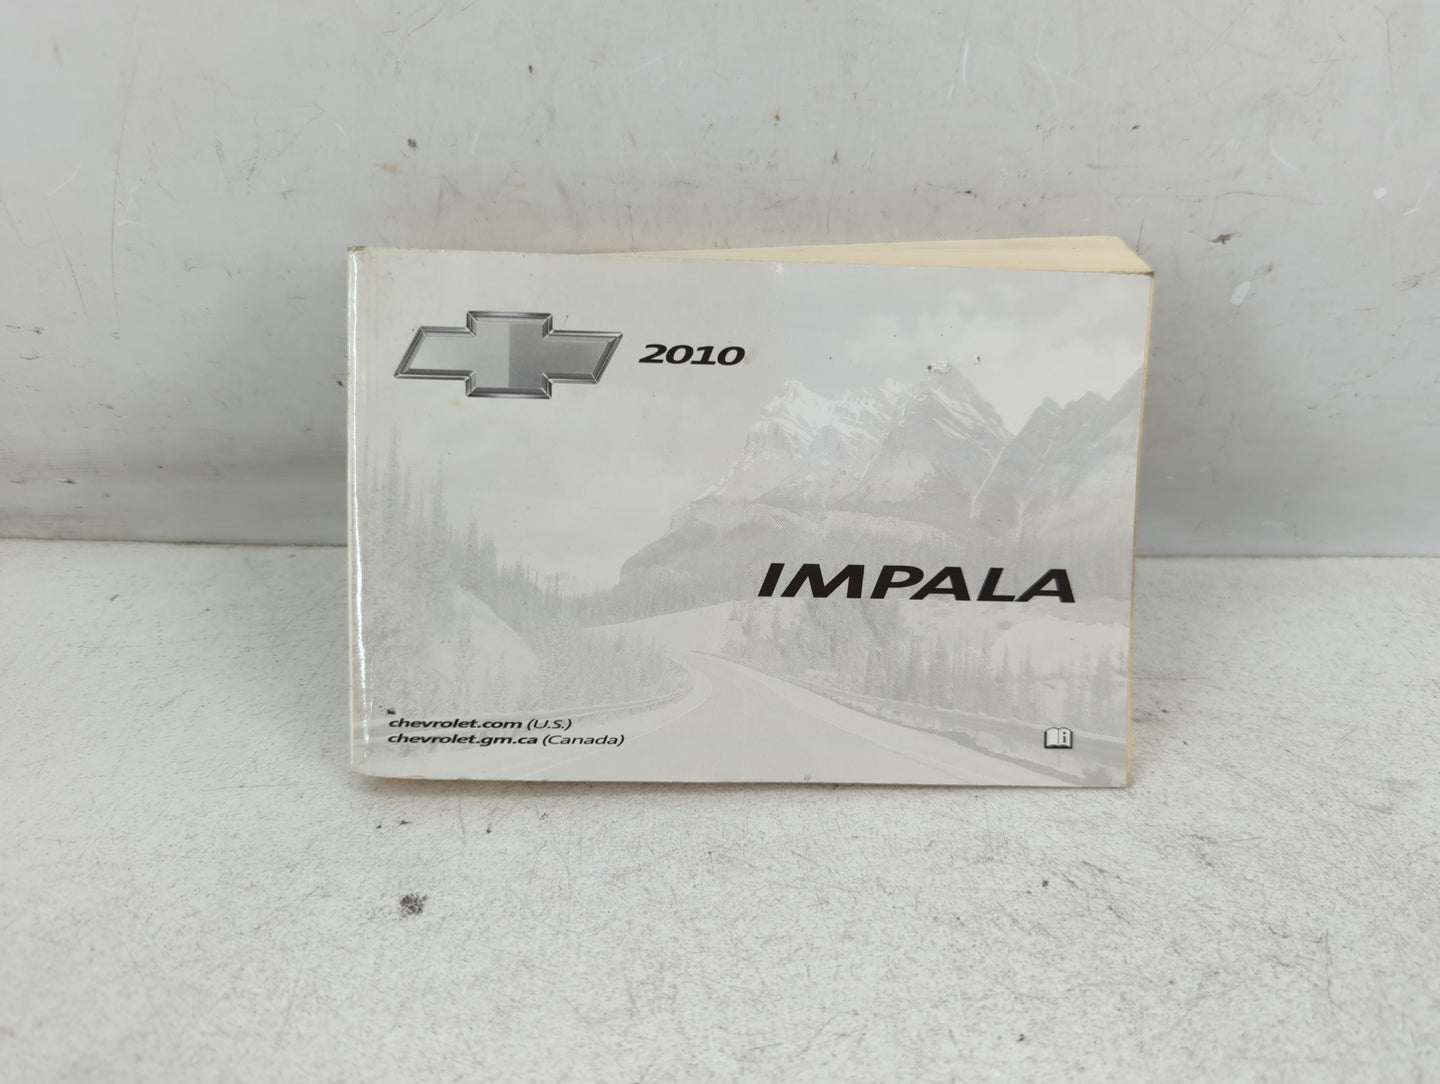 2010
IMPALA
chevrolet.com (U.S.)
chevrolet.gm.ca (Canada)